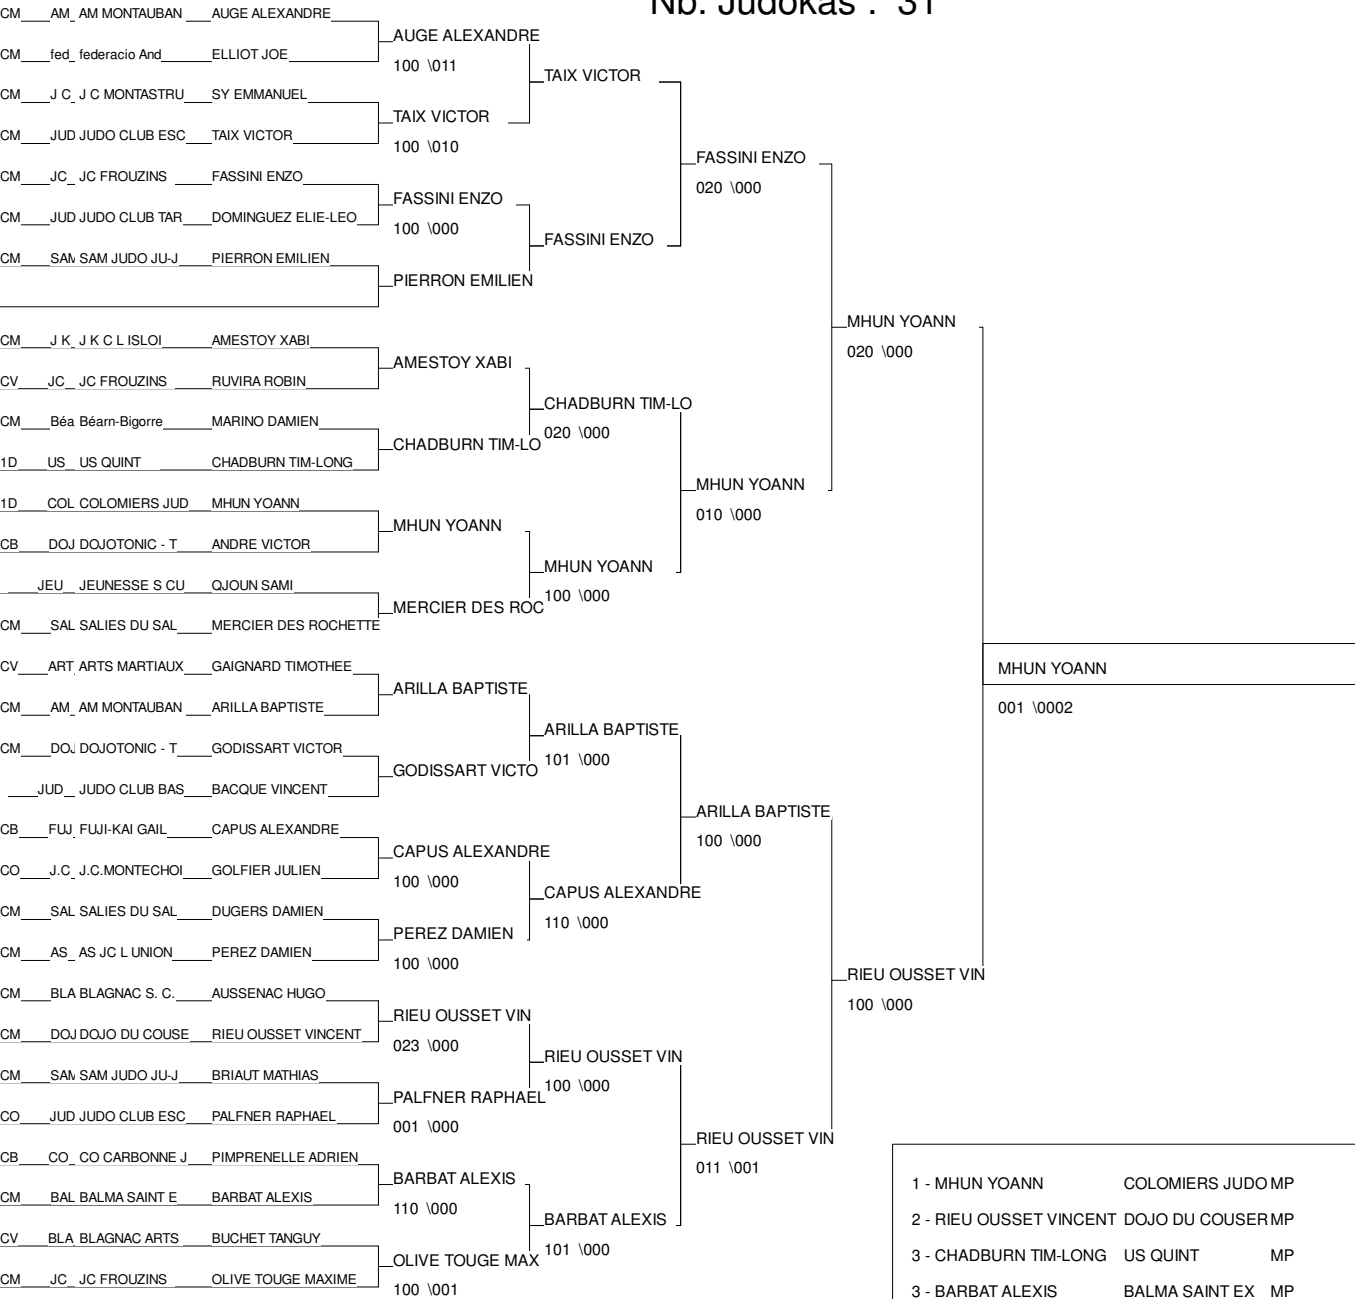 Nb. Judokas : 31
CM AM AM MONTAUBAN AUGE ALEXANDRE
CM fed federacio And ELLIOT JOE
CM J C J C MONTASTRU SY EMMANUEL
CM JUD JUDO CLUB ESC TAIX VICTOR
CM JC JC FROUZINS FASSINI ENZO
CM JUD JUDO CLUB TAR DOMINGUEZ ELIE-LEO
CM SAM SAM JUDO JU-J PIERRON EMILIEN
CM J K J K C L ISLOI AMESTOY XABI
CV JC JC FROUZINS RUVIRA ROBIN
CM Béa Béarn-Bigorre MARINO DAMIEN
1D US US QUINT CHADBURN TIM-LONG
1D COL COLOMIERS JUD MHUN YOANN
CB DOJ DOJOTONIC - T ANDRE VICTOR
JEU JEUNESSE S CU QJOUN SAMI
CM SAL SALIES DU SAL MERCIER DES ROCHETTE
CV ART ARTS MARTIAUX GAIGNARD TIMOTHEE
CM AM AM MONTAUBAN ARILLA BAPTISTE
CM DOJ DOJOTONIC - T GODISSART VICTOR
JUD JUDO CLUB BAS BACQUE VINCENT
CB FUJ FUJI-KAI GAIL CAPUS ALEXANDRE
CO J.C J.C.MONTECHOI GOLFIER JULIEN
CM SAL SALIES DU SAL DUGERS DAMIEN
CM AS AS JC L UNION PEREZ DAMIEN
CM BLA BLAGNAC S. C. AUSSENAC HUGO
CM DOJ DOJO DU COUSE RIEU OUSSET VINCENT
CM SAM SAM JUDO JU-J BRIAUT MATHIAS
CO JUD JUDO CLUB ESC PALFNER RAPHAEL
CB CO CO CARBONNE J PIMPRENELLE ADRIEN
CM BAL BALMA SAINT E BARBAT ALEXIS
CV BLA BLAGNAC ARTS BUCHET TANGUY
CM JC JC FROUZINS OLIVE TOUGE MAXIME
AUGE ALEXANDRE
100 \011
TAIX VICTOR
100 \010
FASSINI ENZO
100 \000
PIERRON EMILIEN
AMESTOY XABI
CHADBURN TIM-LO
MHUN YOANN
MERCIER DES ROC
ARILLA BAPTISTE
GODISSART VICTO
CAPUS ALEXANDRE
100 \000
PEREZ DAMIEN
100 \000
RIEU OUSSET VIN
023 \000
PALFNER RAPHAEL
001 \000
BARBAT ALEXIS
110 \000
OLIVE TOUGE MAX
100 \001
TAIX VICTOR
FASSINI ENZO
CHADBURN TIM-LO
020 \000
MHUN YOANN
100 \000
ARILLA BAPTISTE
101 \000
CAPUS ALEXANDRE
110 \000
RIEU OUSSET VIN
100 \000
BARBAT ALEXIS
101 \000
FASSINI ENZO
020 \000
MHUN YOANN
010 \000
ARILLA BAPTISTE
100 \000
RIEU OUSSET VIN
011 \001
MHUN YOANN
020 \000
RIEU OUSSET VIN
100 \000
MHUN YOANN
001 \0002
1 - MHUN YOANN COLOMIERS JUDO MP
2 - RIEU OUSSET VINCENT DOJO DU COUSER MP
3 - CHADBURN TIM-LONG US QUINT MP
3 - BARBAT ALEXIS BALMA SAINT EX MP